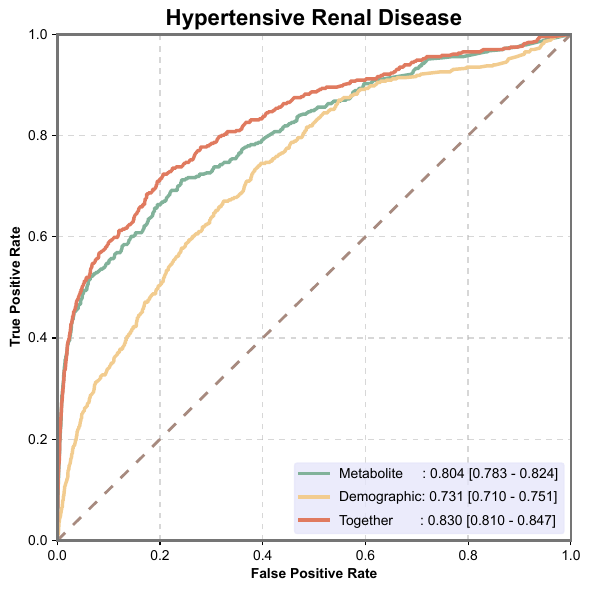 Hypertensive Renal Disease
1.0
0.8
0.6
0.4
0.2
0.0
True Positive Rate
Metabolite : 0.804 [0.783 - 0.824]
Demographic: 0.731 [0.710 - 0.751]
Together : 0.830 [0.810 - 0.847]
0.0 0.2 0.4 0.6 0.8 1.0
False Positive Rate